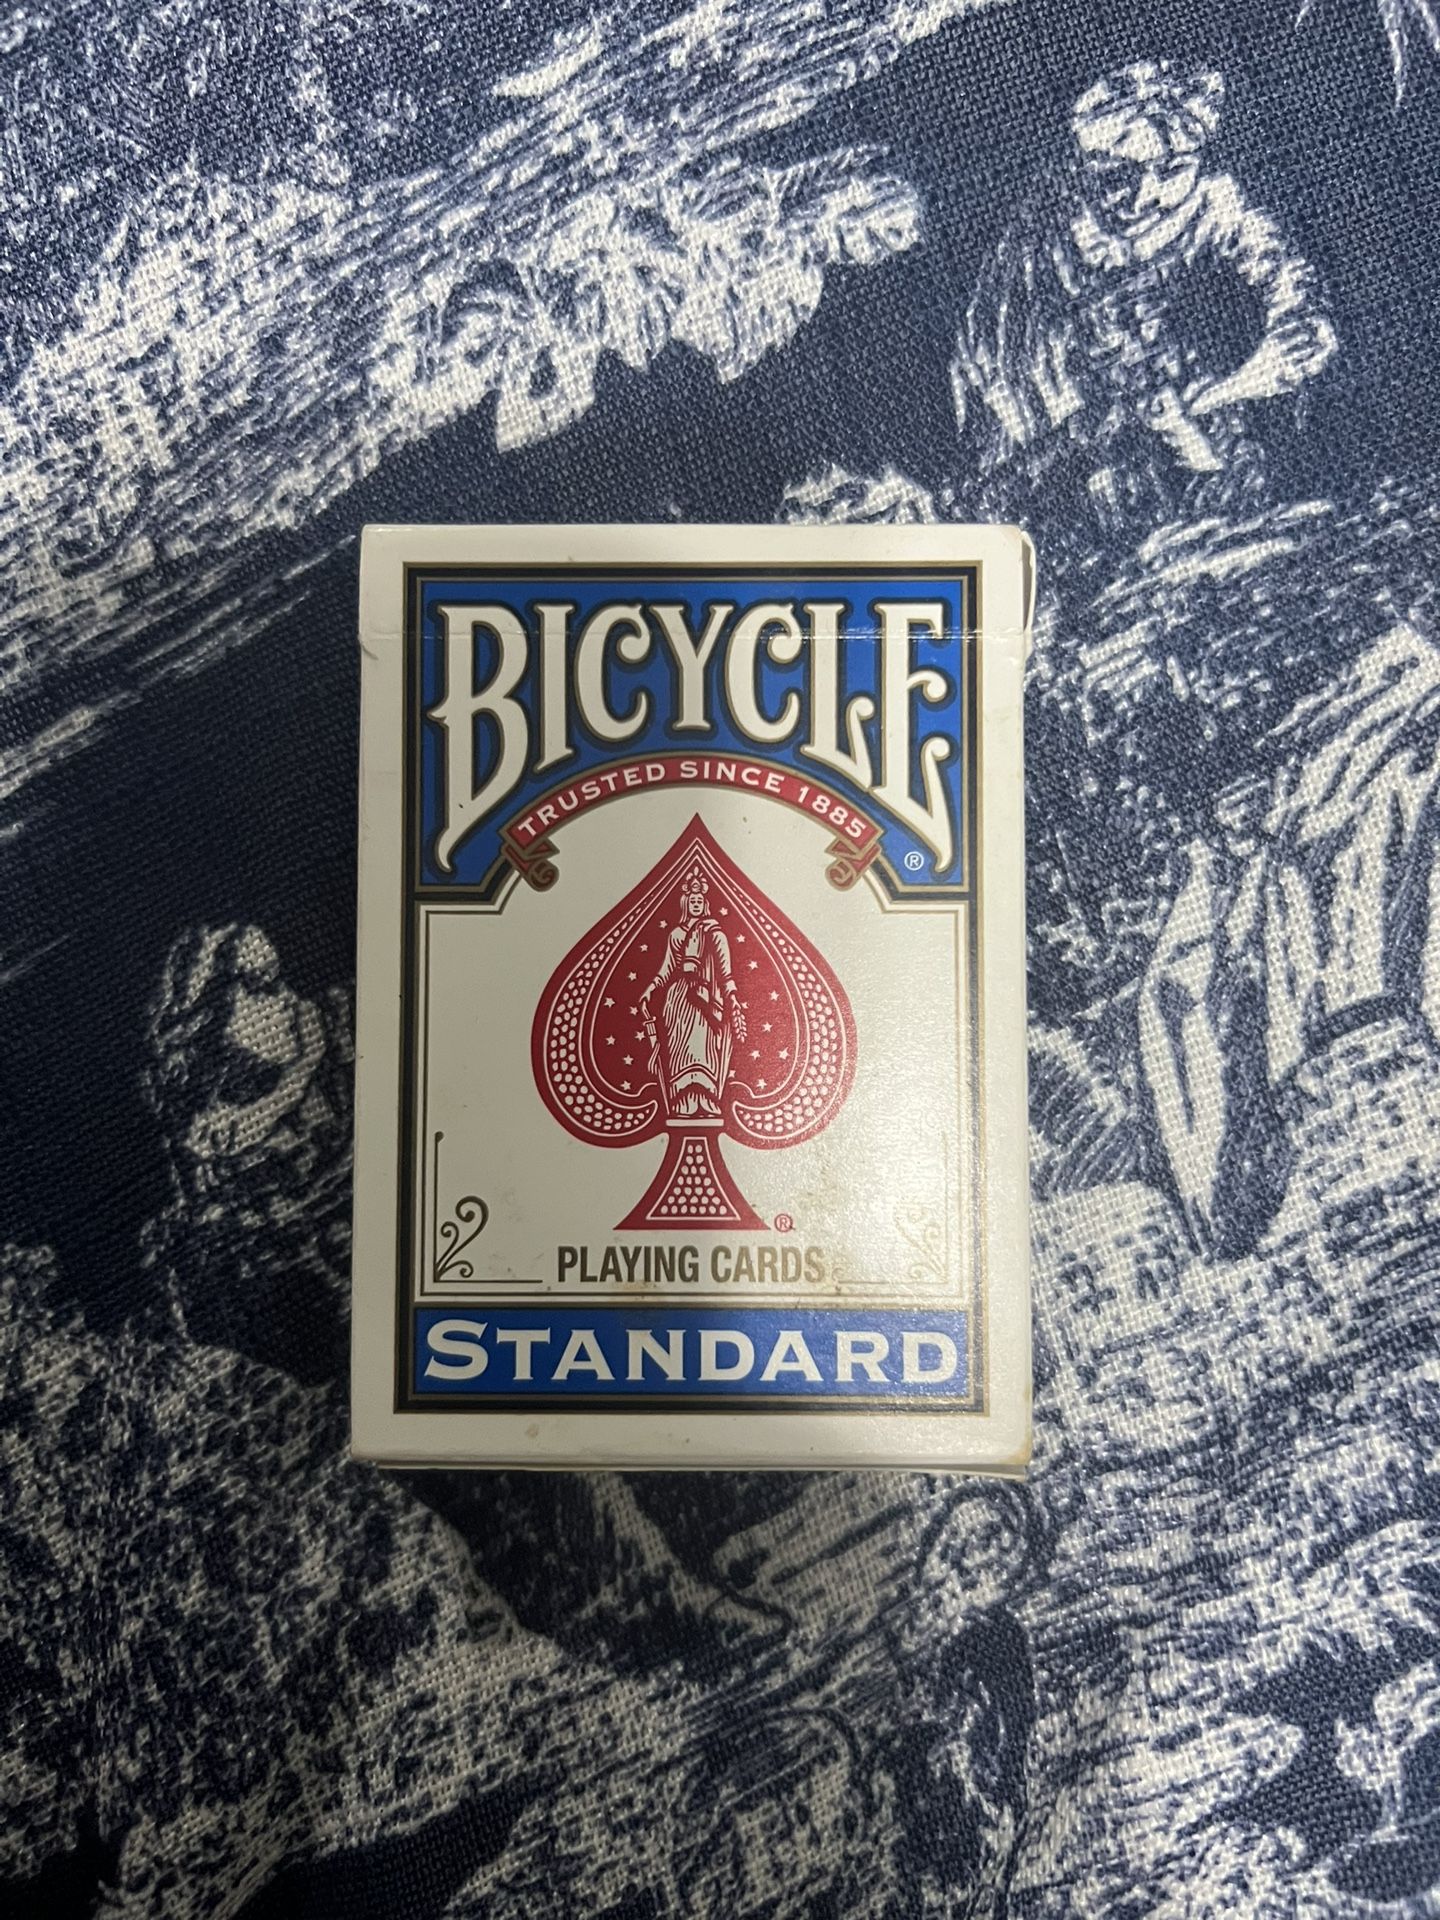 BICYCLE
®
TRUSTED SINCE 1885
®
PLAYING CARDS
STANDARD